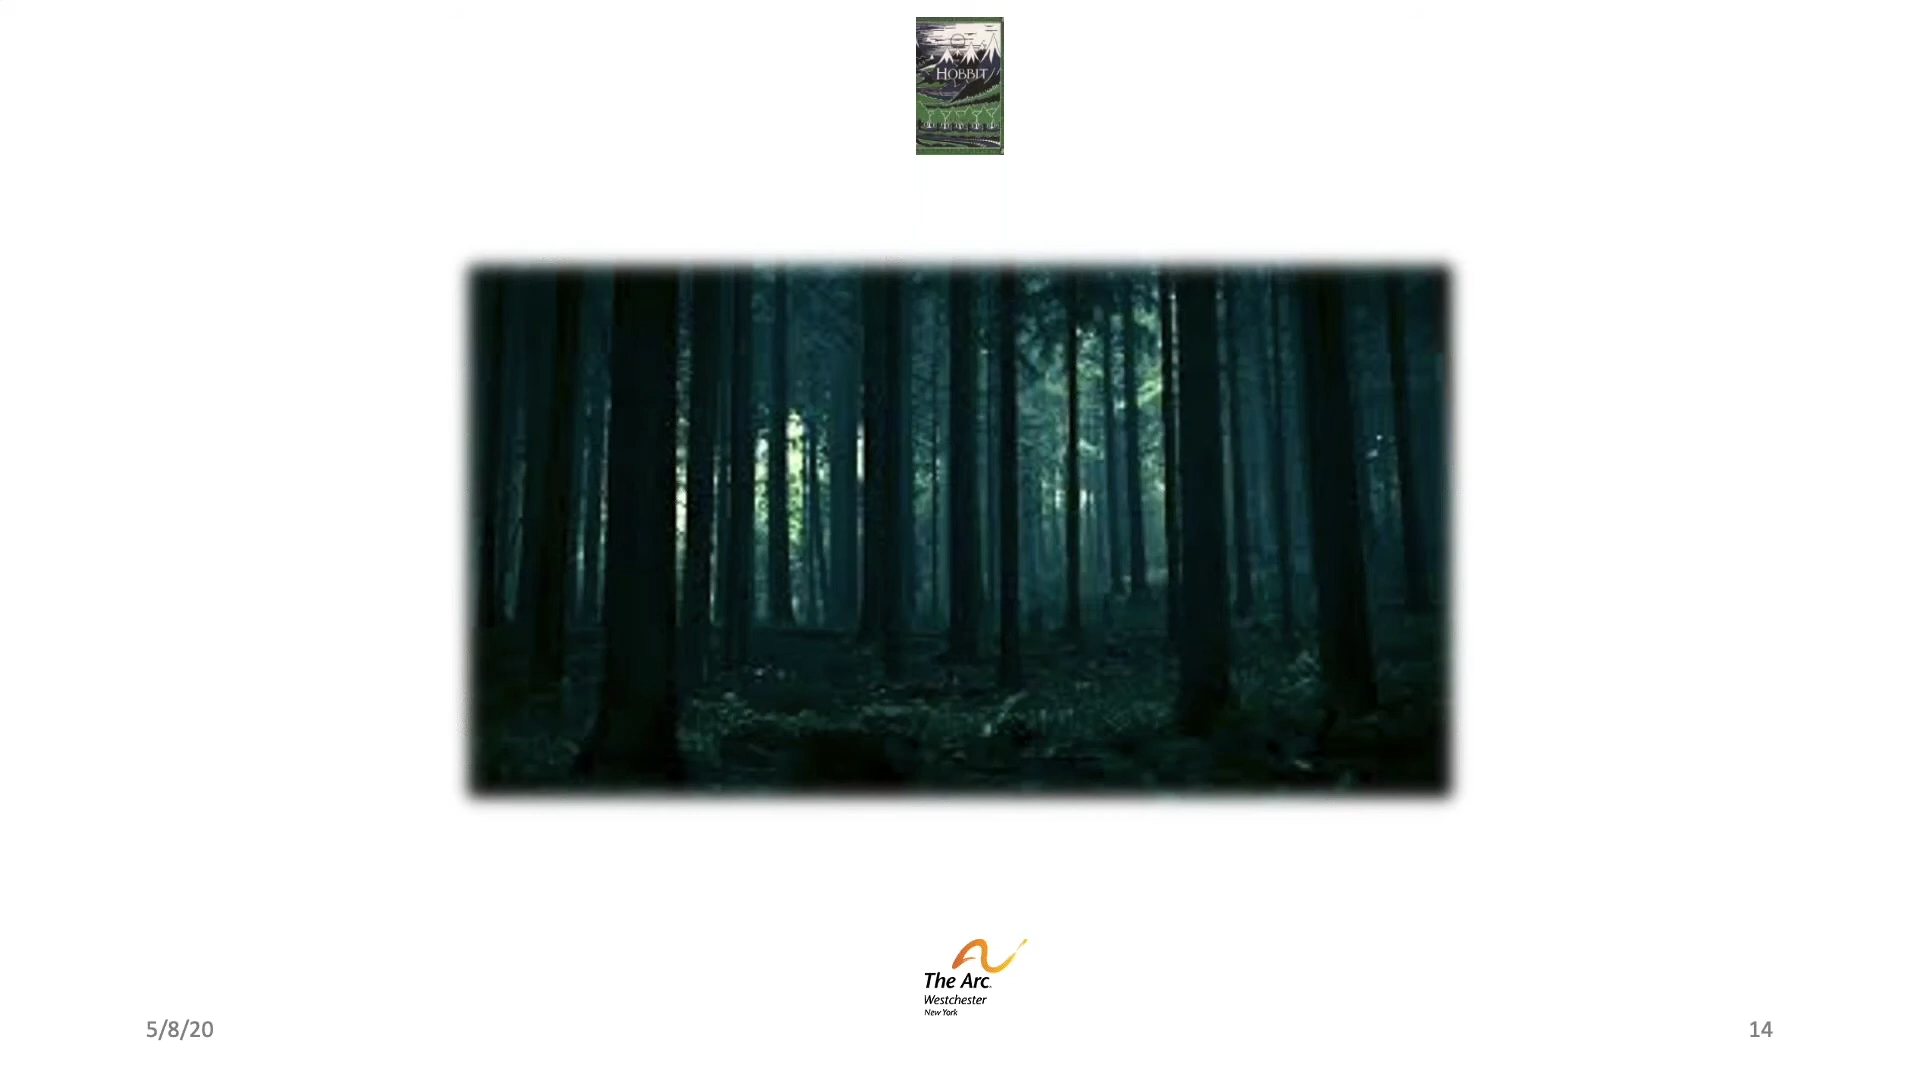 HOBBIT
The Arc
Westchester
New York
5/8/20
14